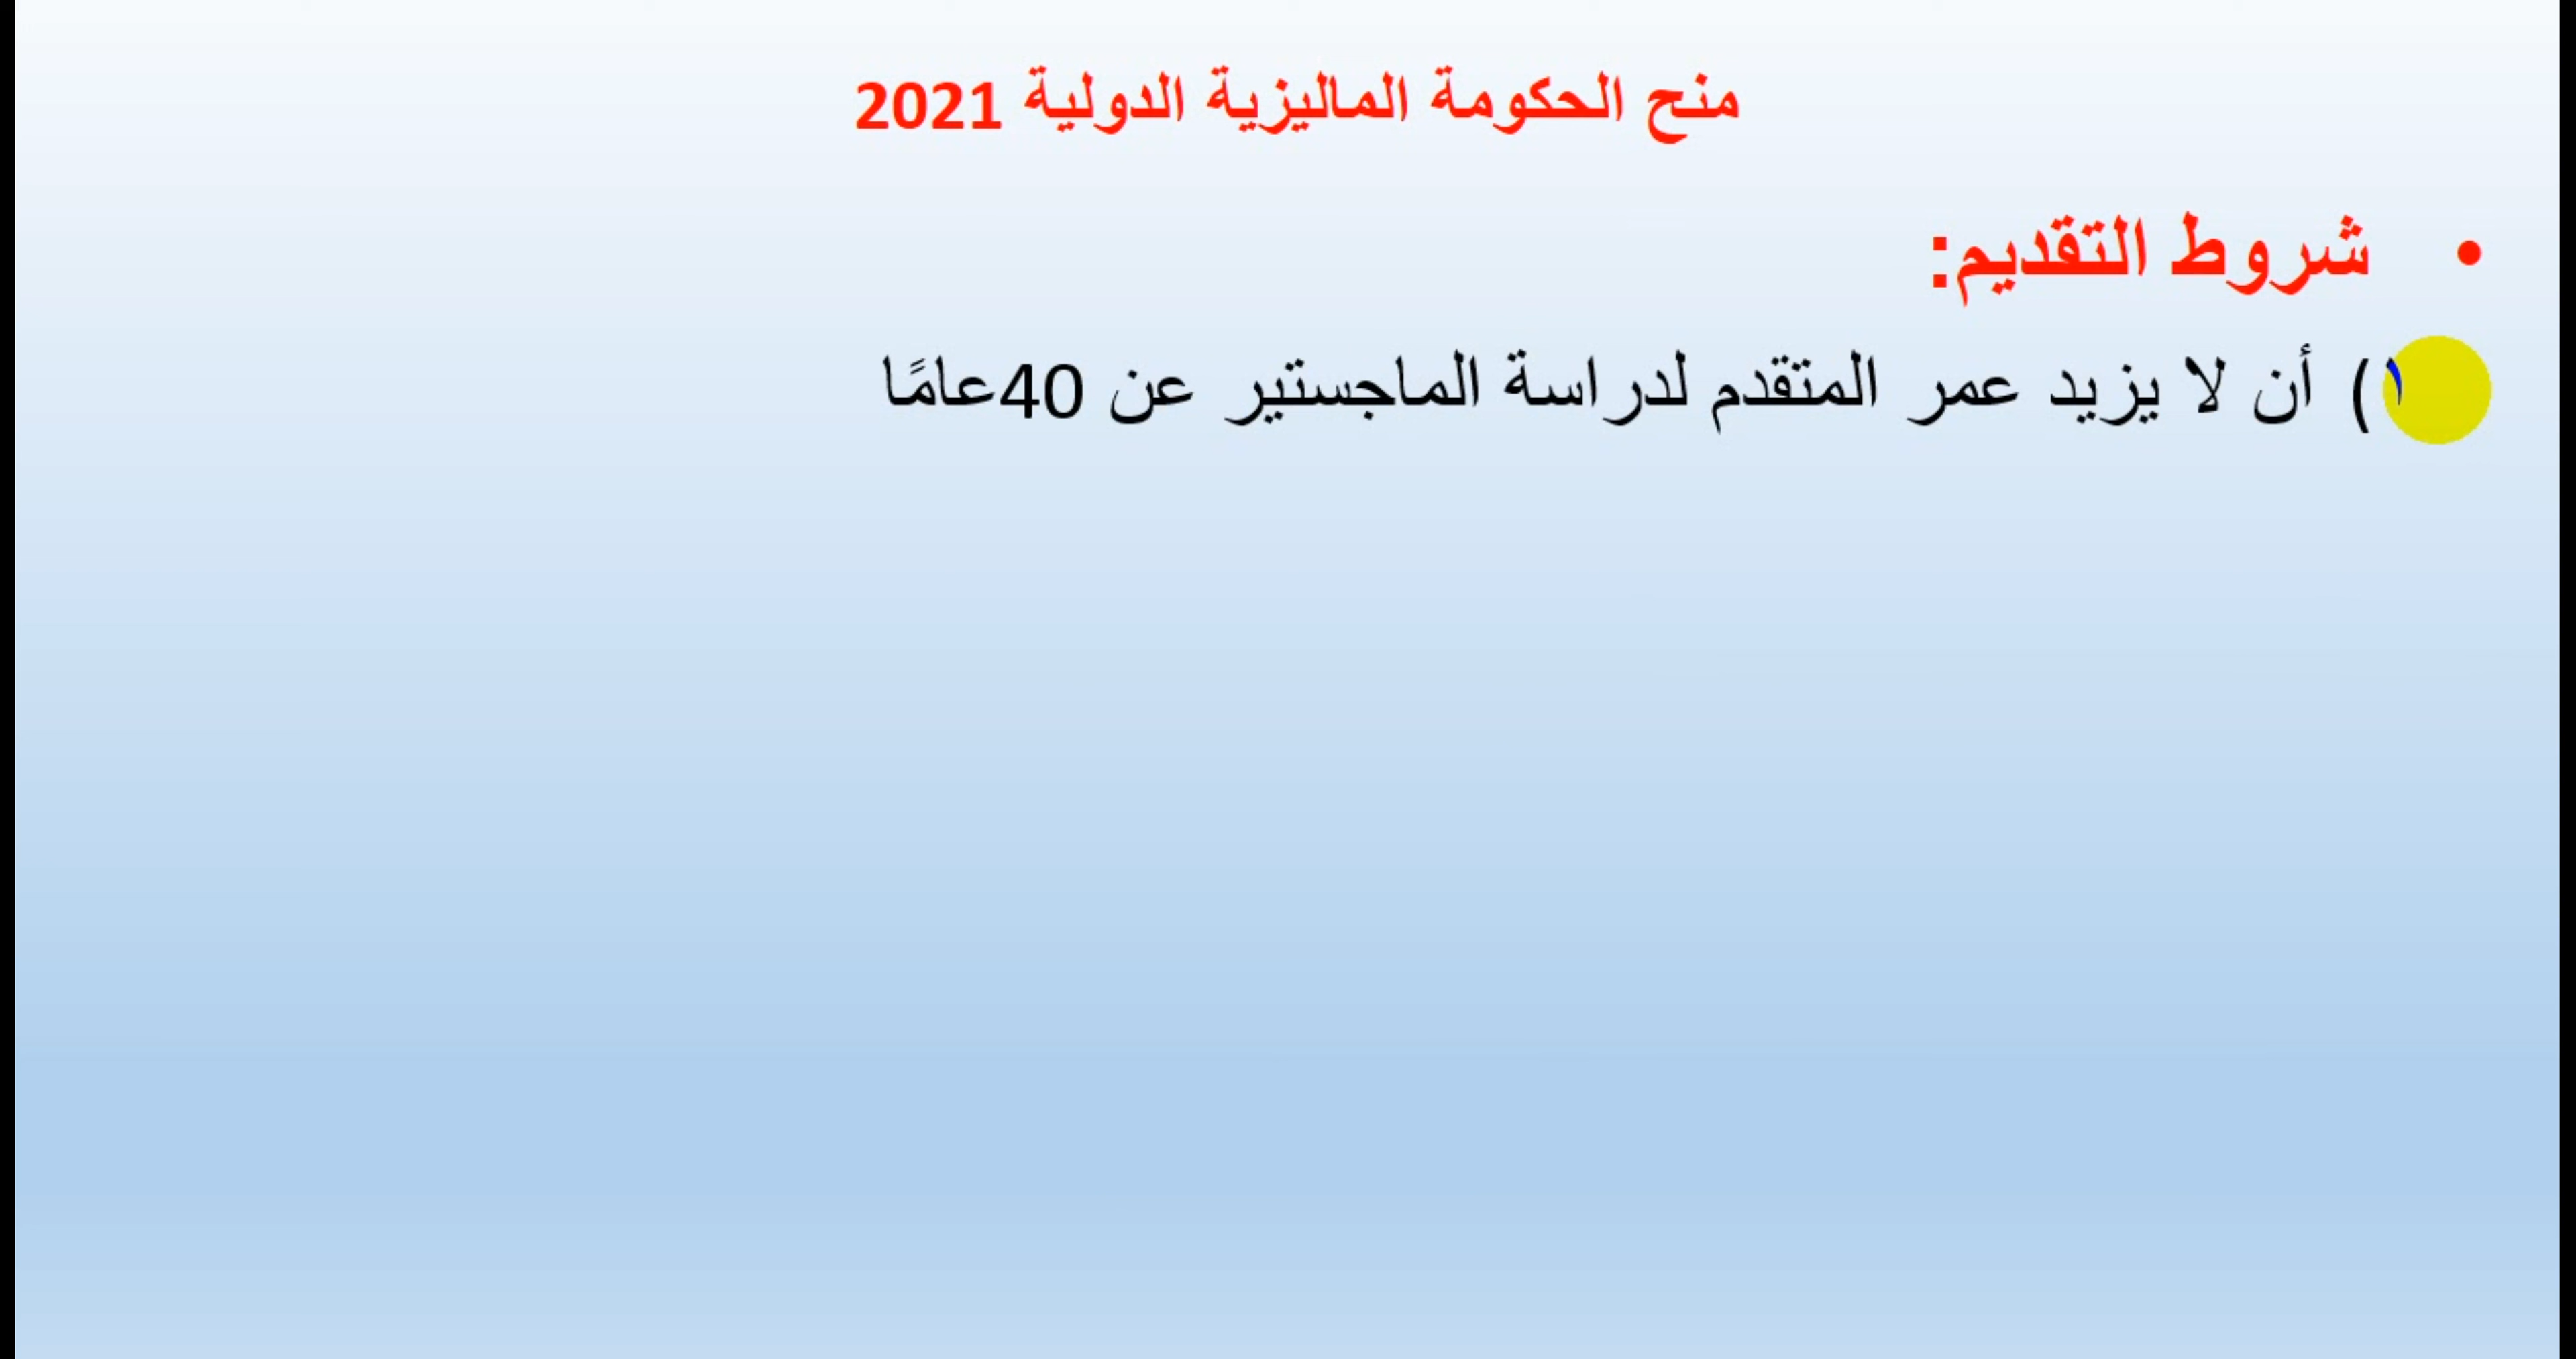 منح الحكومة الماليزية الدولية 2021
• شروط التقديم:
١) أن لا يزيد عمر المتقدم لدراسة الماجستير عن 40عامًا